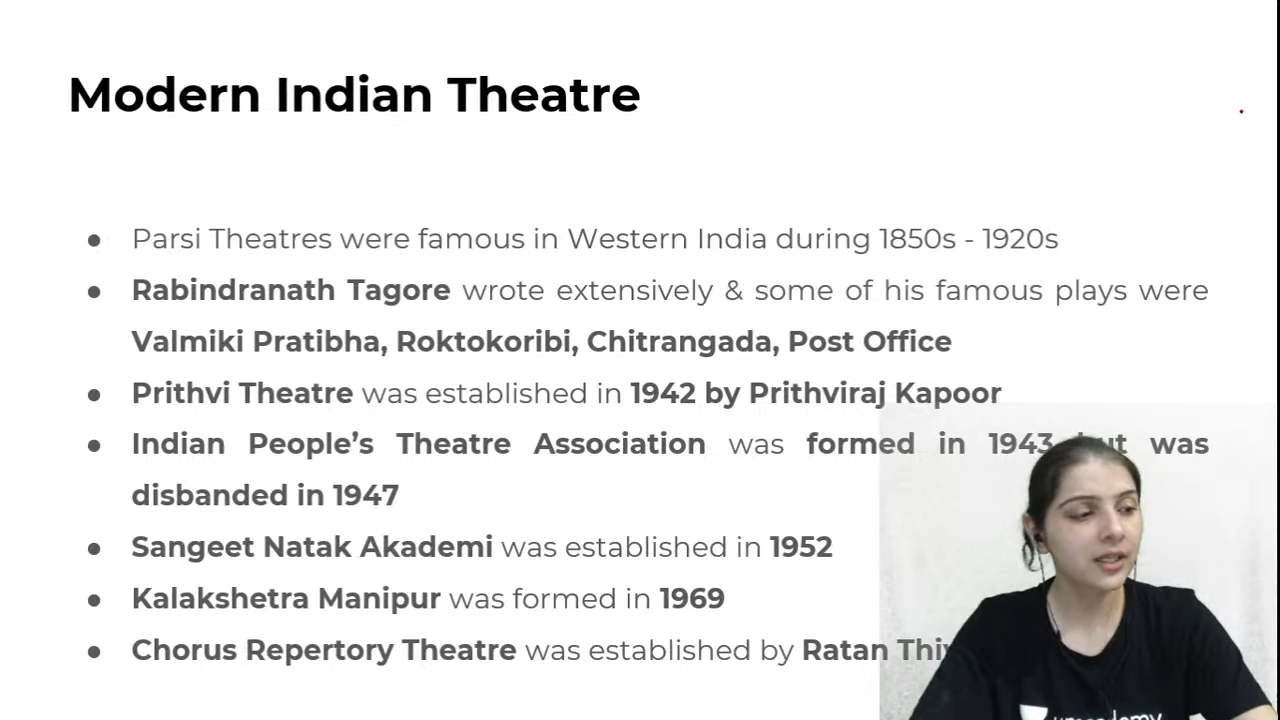 Modern Indian Theatre
● Parsi Theatres were famous in Western India during 1850s - 1920s
● Rabindranath Tagore wrote extensively & some of his famous plays were
Valmiki Pratibha, Roktokoribi, Chitrangada, Post Office
● Prithvi Theatre was established in 1942 by Prithviraj Kapoor
● Indian People's Theatre Association was formed in 1943 but was
disbanded in 1947
● Sangeet Natak Akademi was established in 1952
● Kalakshetra Manipur was formed in 1969
● Chorus Repertory Theatre was established by Ratan